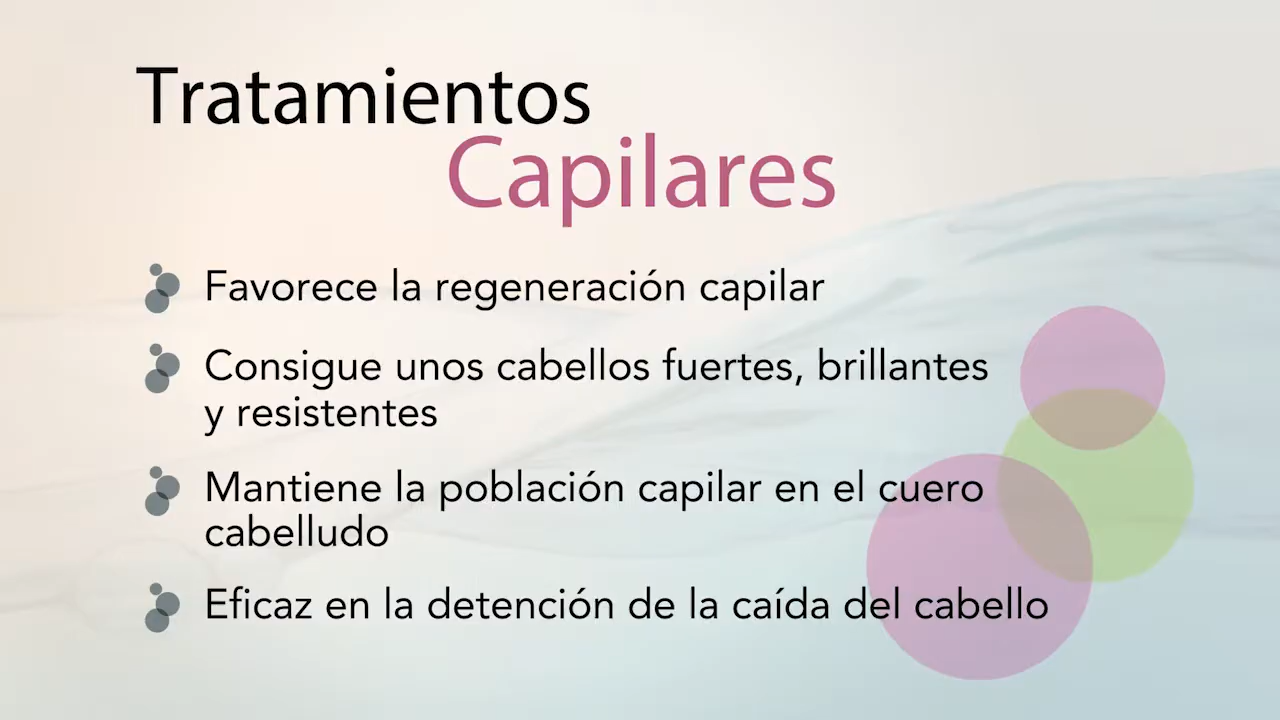 Tratamientos
Capilares
Favorece la regeneración capilar
Consigue unos cabellos fuertes, brillantes
y resistentes
Mantiene la población capilar en el cuero
cabelludo
Eficaz en la detención de la caída del cabello